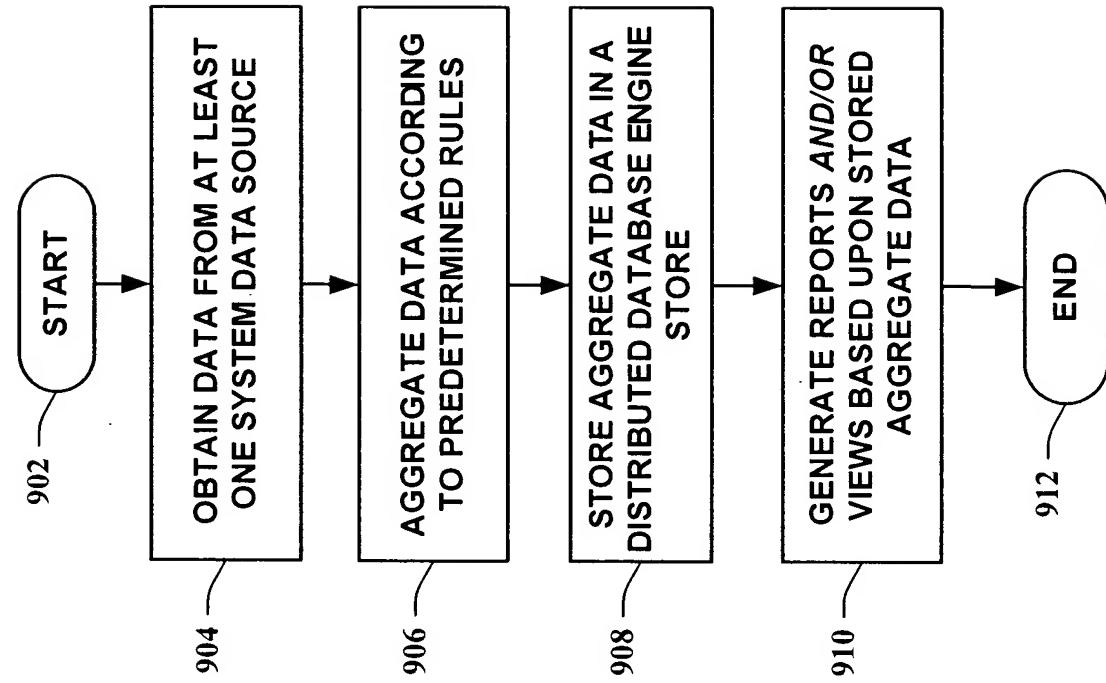 START
902
OBTAIN DATA FROM AT LEAST
ONE SYSTEM DATA SOURCE
904
AGGREGATE DATA ACCORDING
TO PREDETERMINED RULES
906
STORE AGGREGATE DATA IN A
DISTRIBUTED DATABASE ENGINE
STORE
908
GENERATE REPORTS AND/OR
VIEWS BASED UPON STORED
AGGREGATE DATA
910
END
912